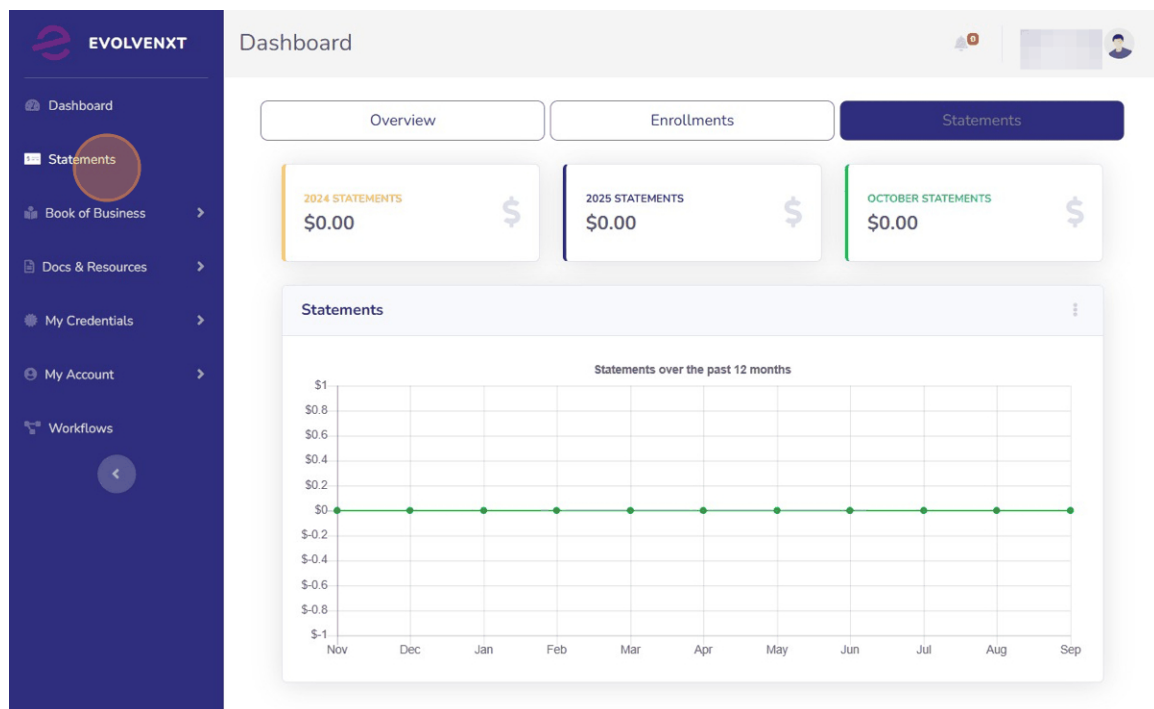 EVOLVENXT
Dashboard
0
Dashboard
Statements
Book of Business
Docs & Resources
My Credentials
My Account
Workflows
Overview
Enrollments
Statements
2024 STATEMENTS
$0.00
$
2025 STATEMENTS
$0.00
$
OCTOBER STATEMENTS
$0.00
$
Statements
Statements over the past 12 months
$1
$0.8
$0.6
$0.4
$0.2
$0
$-0.2
$-0.4
$-0.6
$-0.8
$-1
Nov Dec Jan Feb Mar Apr May Jun Jul Aug Sep